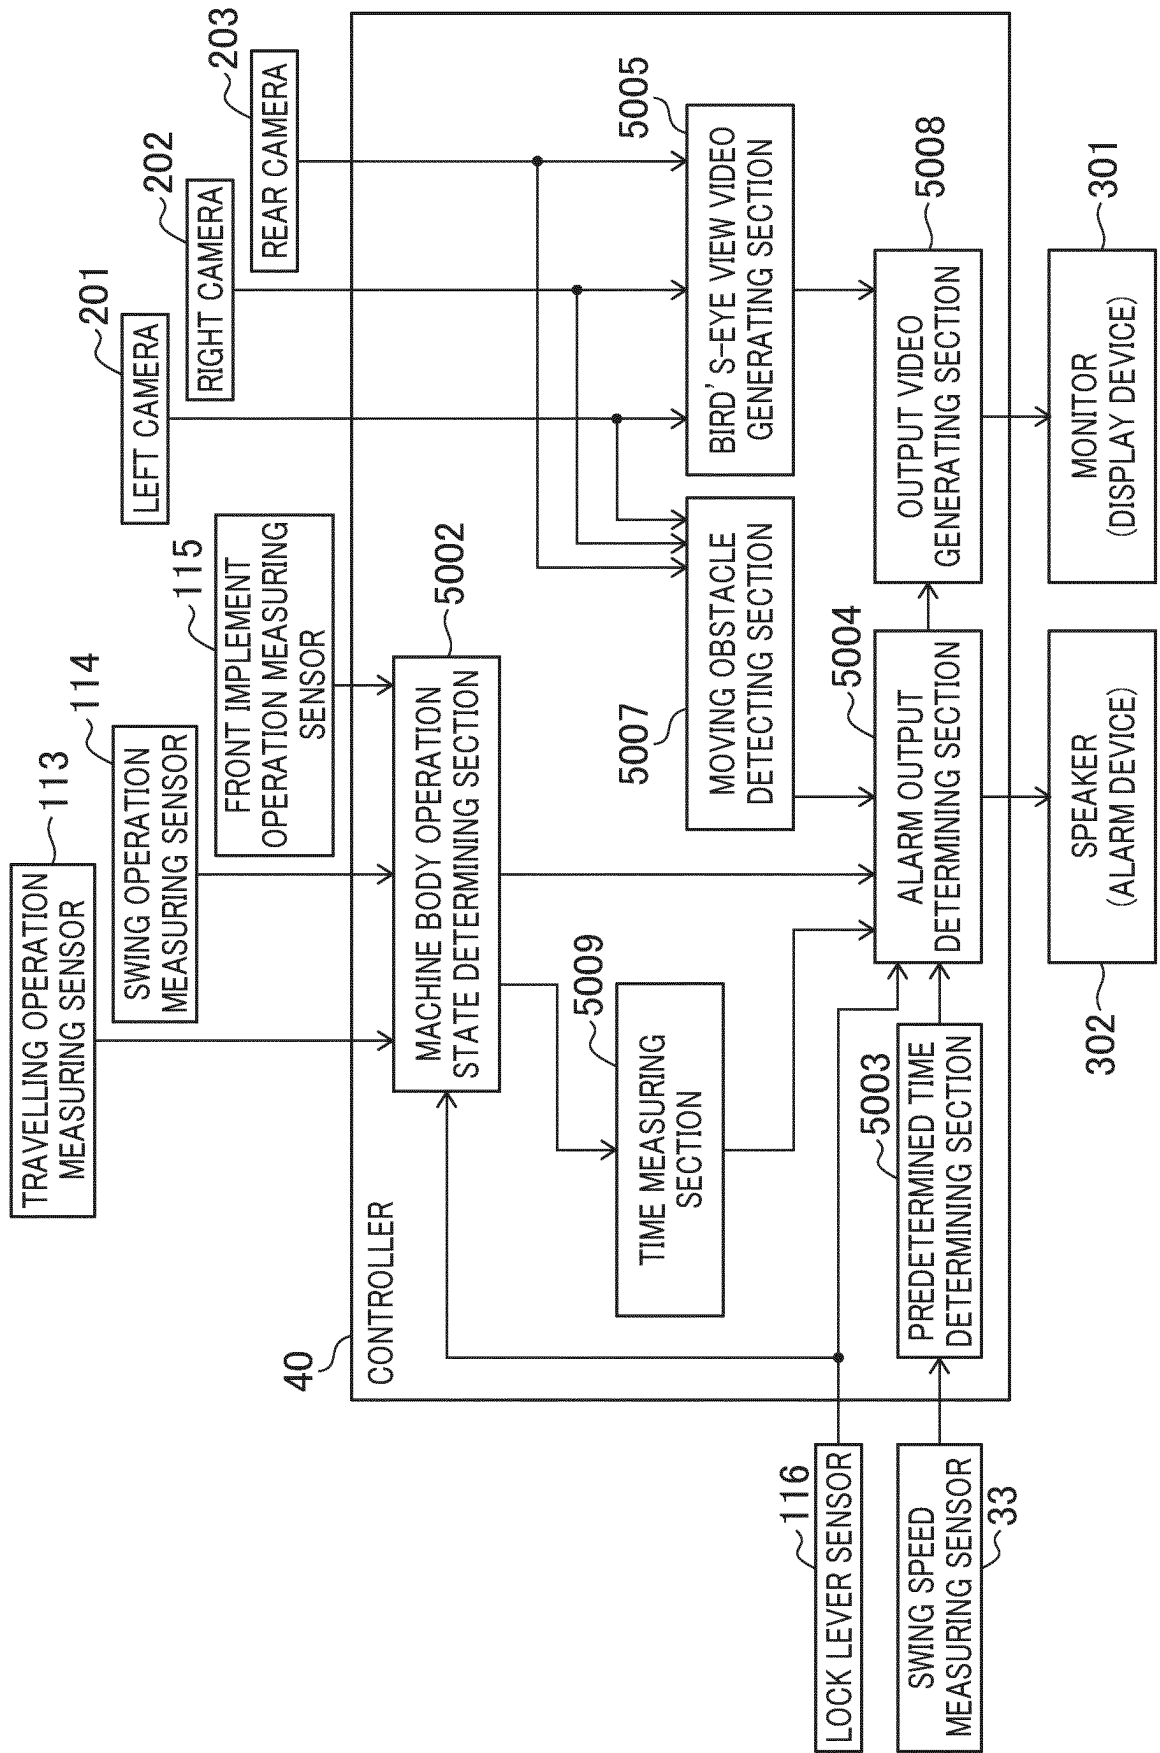 113
TRAVELLING OPERATION
MEASURING SENSOR
114
SWING OPERATION
MEASURING SENSOR
115
FRONT IMPLEMENT
OPERATION MEASURING
SENSOR
201
LEFT CAMERA
202
RIGHT CAMERA
203
REAR CAMERA
40
CONTROLLER
5002
MACHINE BODY OPERATION
STATE DETERMINING SECTION
5009
TIME MEASURING
SECTION
5007
MOVING OBSTACLE
DETECTING SECTION
5005
BIRD'S-EYE VIEW VIDEO
GENERATING SECTION
116
LOCK LEVER SENSOR
SWING SPEED
MEASURING SENSOR
33
5003
PREDETERMINED TIME
DETERMINING SECTION
5004
ALARM OUTPUT
DETERMINING SECTION
5008
OUTPUT VIDEO
GENERATING SECTION
302
SPEAKER
(ALARM DEVICE)
301
MONITOR
(DISPLAY DEVICE)